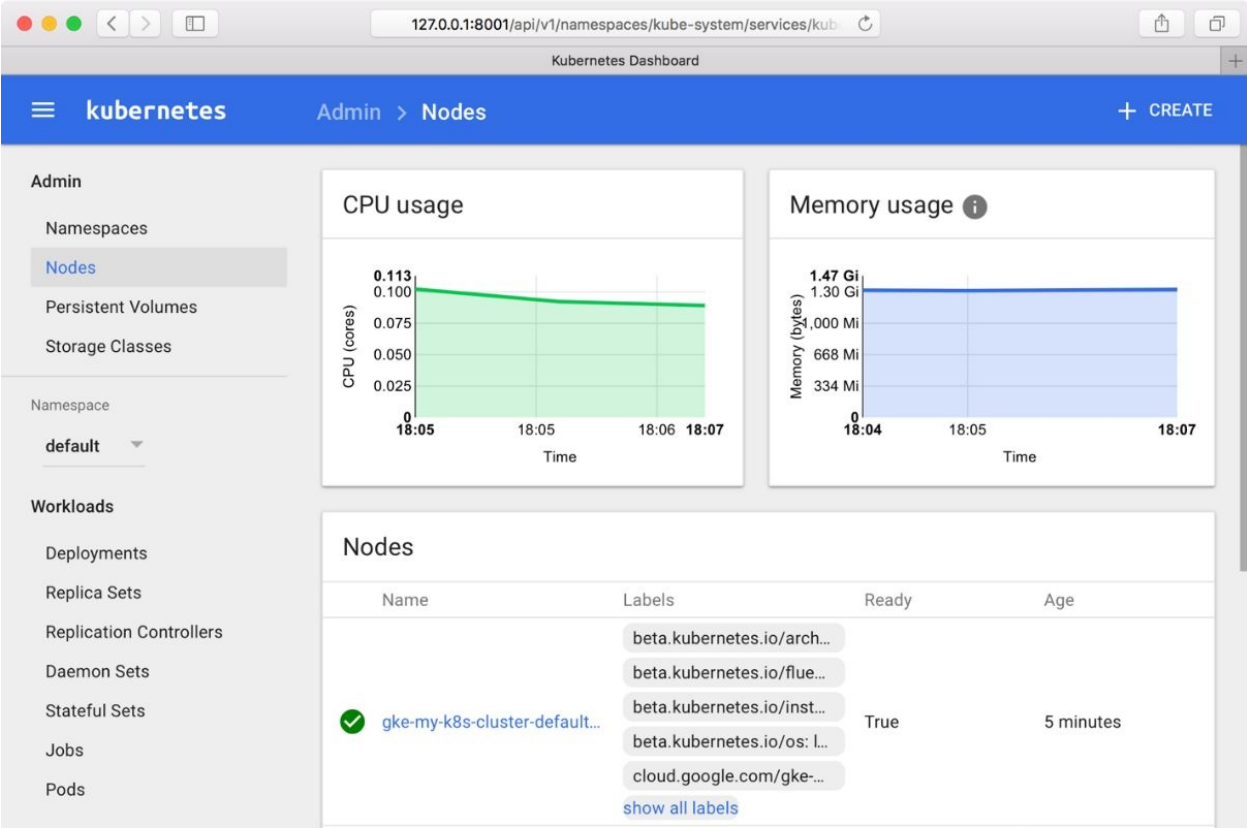 127.0.0.1:8001/api/v1/namespaces/kube-system/services/kub
Kubernetes Dashboard
kubernetes
Admin > Nodes
+ CREATE
Admin
Namespaces
Nodes
Persistent Volumes
Storage Classes
Namespace
default
Workloads
Deployments
Replica Sets
Replication Controllers
Daemon Sets
Stateful Sets
Jobs
Pods
CPU usage
CPU (cores)
0.113
0.100
0.075
0.050
0.025
0
18:05 18:05 18:06 18:07
Time
Memory usage
Memory (bytes)
1.47 Gi
1.30 Gi
1,000 Mi
668 Mi
334 Mi
0
18:04 18:05 18:07
Time
Nodes
Name Labels Ready Age
gke-my-k8s-cluster-default...
beta.kubernetes.io/arch...
beta.kubernetes.io/flue...
beta.kubernetes.io/inst...
beta.kubernetes.io/os: l...
cloud.google.com/gke-...
show all labels
True
5 minutes